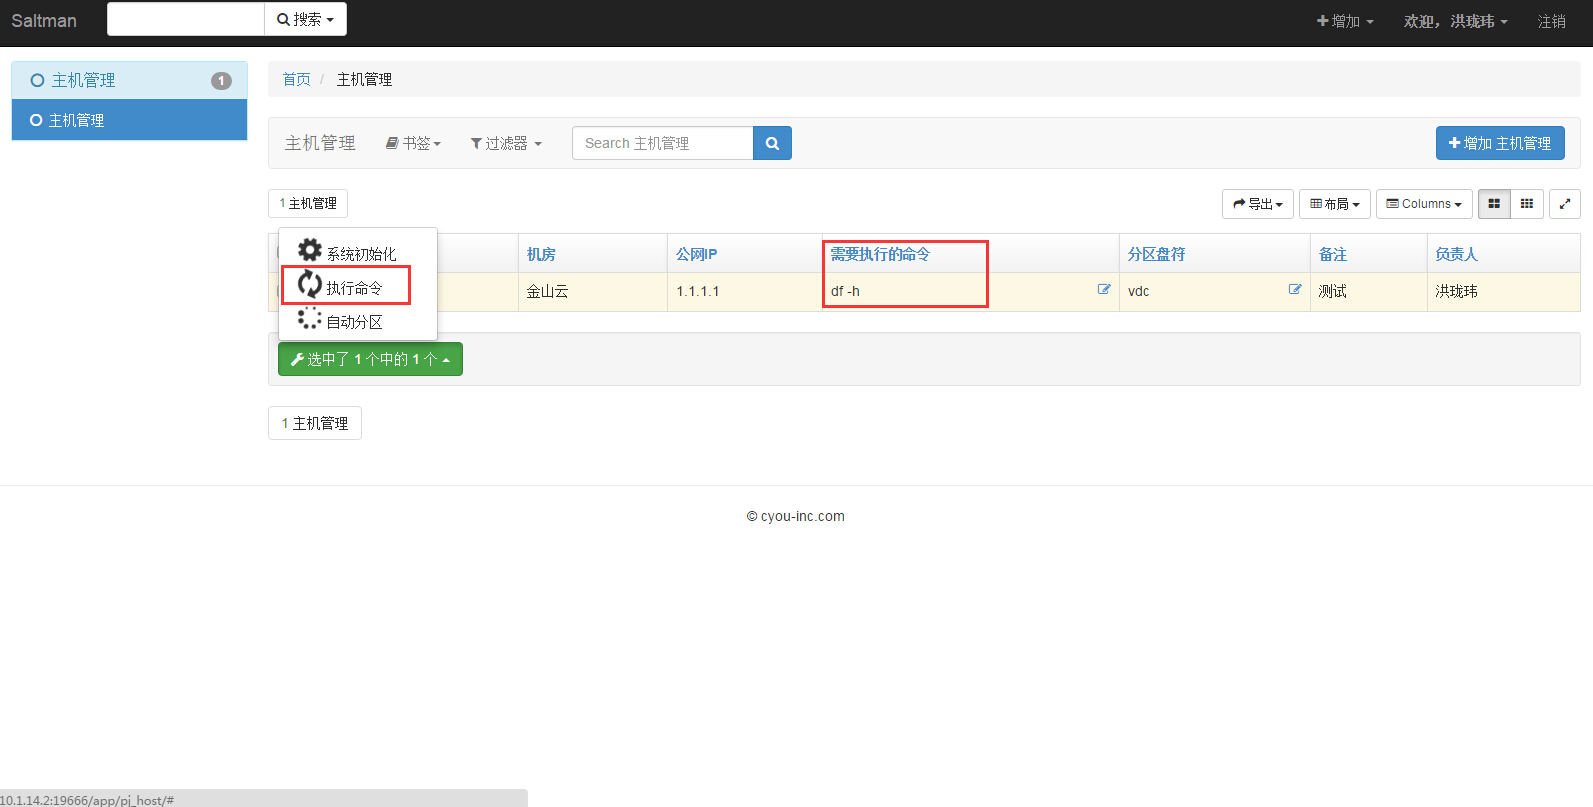 Saltman 搜索 增加 欢迎，洪珑玮 注销
主机管理 1
主机管理
首页 / 主机管理
主机管理 书签 过滤器 Search 主机管理 增加 主机管理
1 主机管理 导出 布局 Columns
系统初始化
执行命令
自动分区
机房 公网IP 需要执行的命令 分区盘符 备注 负责人
金山云 1.1.1.1 df -h vdc 测试 洪珑玮
选中了 1 个中的 1 个
1 主机管理
© cyou-inc.com
10.1.14.2:19666/app/pj_host/#